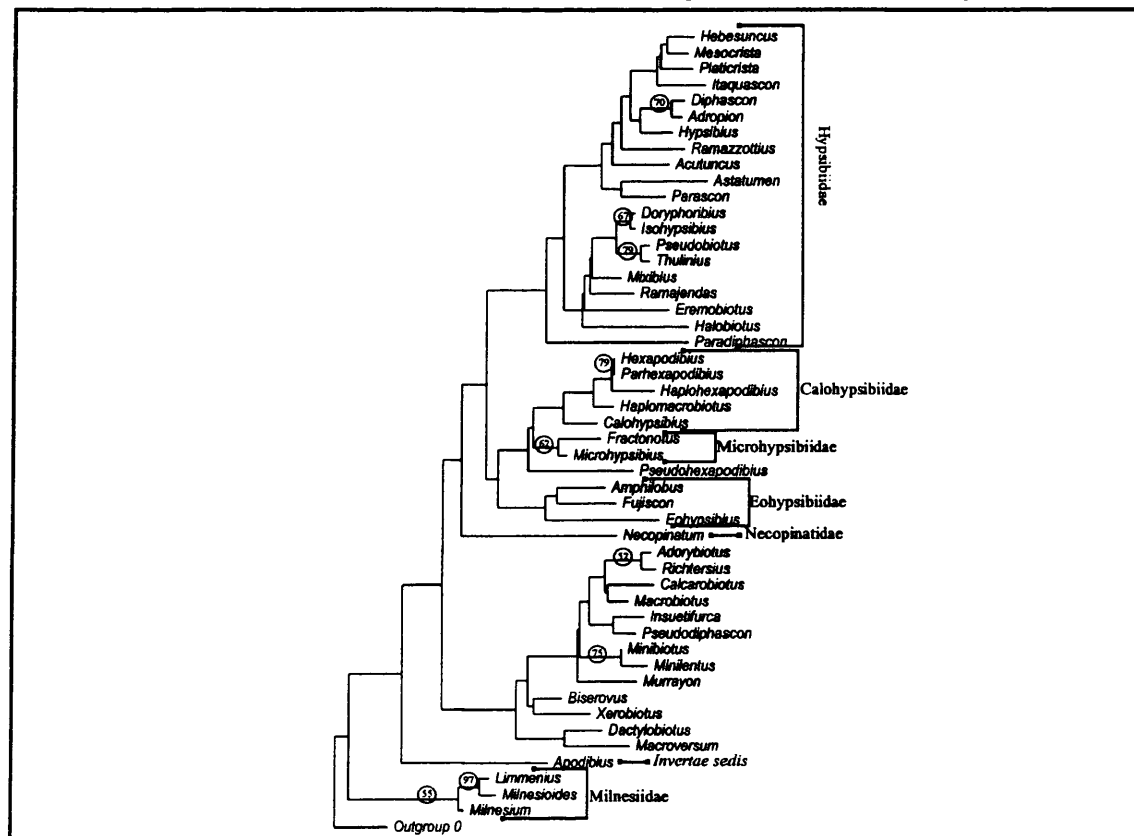 Hebesuncus
Mesocrista
Platicrista
Itaquascon
70 Diphascon
Adropion
Hypsibius
Ramazzottius
Acutuncus
Astatumen
Parascon
Hypsibiidae
67 Doryphoribius
Isohypsibius
79 Pseudobiotus
Thulinius
Mixibius
Ramajendas
Eremobiotus
Halobiotus
Paradiphascon
79 Hexapodibius
Parhexapodibius
Haplohexapodibius
Calohypsibiidae
Haplomacrobiotus
Calohypsibius
62 Fractonotus
Microhypsibiidae
Microhypsibius
Pseudohexapodibius
Amphilobus
Fujiscon
Eohypsibiidae
Eohypsibius
Necopinatum Necopinatidae
52 Adorybiotus
Richtersius
Calcarobiotus
Macrobiotus
Insuetifurca
Pseudodiphascon
75 Minibiotus
Minilentus
Murrayon
Biserovus
Xerobiotus
Dactylobiotus
Macroversum
Apodibius Invertae sedis
97 Limmenius
55 Milnesioides
Milnesiidae
Milnesium
Outgroup 0